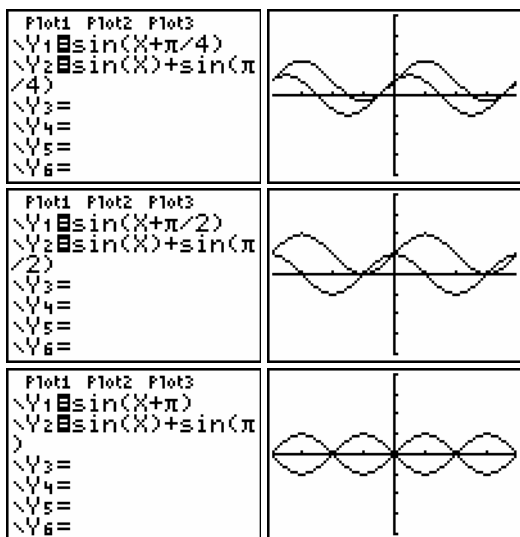 Plot1 Plot2 Plot3
\Y1=sin(X+π/4)
\Y2=sin(X)+sin(π
/4)
\Y3=
\Y4=
\Y5=
\Y6=
Plot1 Plot2 Plot3
\Y1=sin(X+π/2)
\Y2=sin(X)+sin(π
/2)
\Y3=
\Y4=
\Y5=
\Y6=
Plot1 Plot2 Plot3
\Y1=sin(X+π)
\Y2=sin(X)+sin(π
)
\Y3=
\Y4=
\Y5=
\Y6=